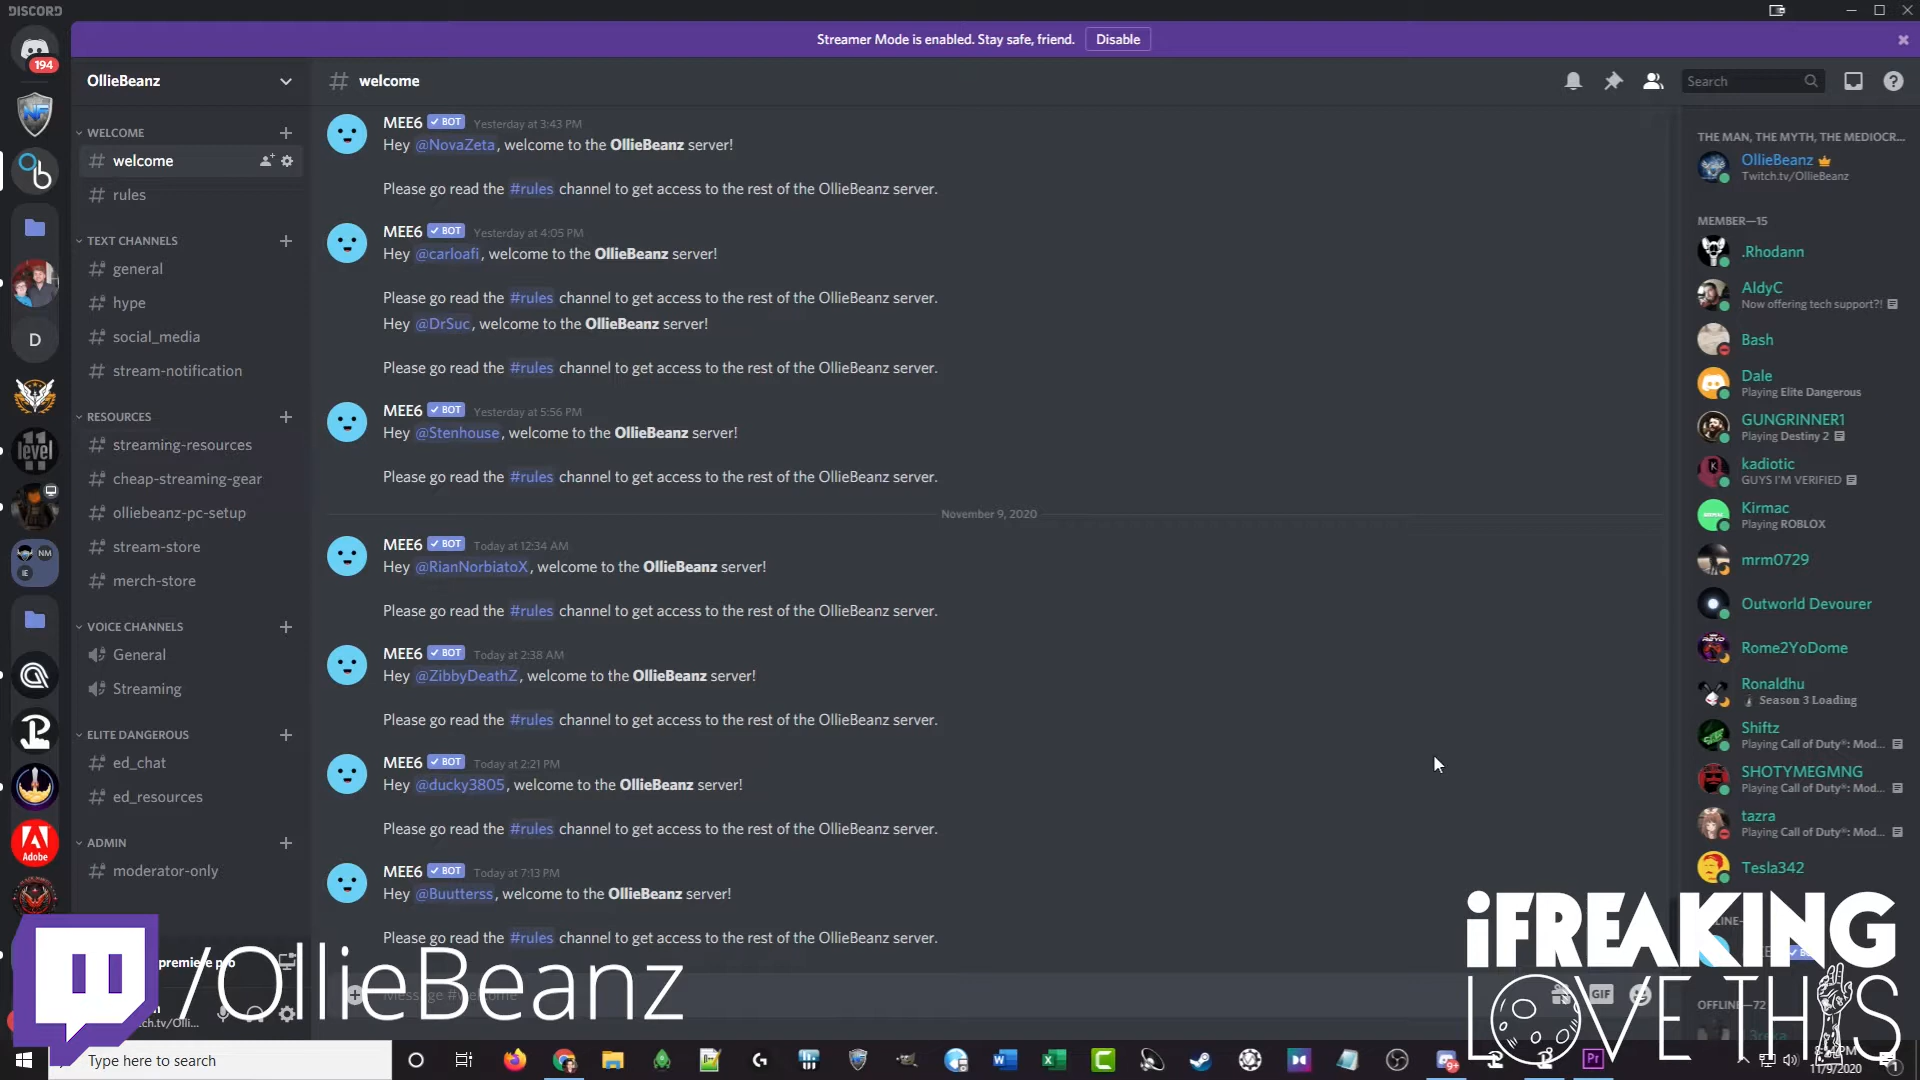 DISCORD
Streamer Mode is enabled. Stay safe, friend.
Disable
194
OllieBeanz
WELCOME
welcome
rules
TEXT CHANNELS
general
hype
social_media
stream-notification
RESOURCES
streaming-resources
cheap-streaming-gear
olliebeanz-pc-setup
stream-store
merch-store
VOICE CHANNELS
General
Streaming
ELITE DANGEROUS
ed_chat
ed_resources
ADMIN
moderator-only
D
level
NM
IE
Adobe
# welcome
Search
MEE6 ✓ BOT Yesterday at 3:43 PM
Hey @NovaZeta, welcome to the OllieBeanz server!
Please go read the #rules channel to get access to the rest of the OllieBeanz server.
MEE6 ✓ BOT Yesterday at 4:05 PM
Hey @carloafi, welcome to the OllieBeanz server!
Please go read the #rules channel to get access to the rest of the OllieBeanz server.
Hey @DrSuc, welcome to the OllieBeanz server!
Please go read the #rules channel to get access to the rest of the OllieBeanz server.
MEE6 ✓ BOT Yesterday at 5:56 PM
Hey @Stenhouse, welcome to the OllieBeanz server!
Please go read the #rules channel to get access to the rest of the OllieBeanz server.
November 9, 2020
MEE6 ✓ BOT Today at 12:34 AM
Hey @RianNorbiatoX, welcome to the OllieBeanz server!
Please go read the #rules channel to get access to the rest of the OllieBeanz server.
MEE6 ✓ BOT Today at 2:38 AM
Hey @ZibbyDeathZ, welcome to the OllieBeanz server!
Please go read the #rules channel to get access to the rest of the OllieBeanz server.
MEE6 ✓ BOT Today at 2:21 PM
Hey @ducky3805, welcome to the OllieBeanz server!
Please go read the #rules channel to get access to the rest of the OllieBeanz server.
MEE6 ✓ BOT Today at 7:13 PM
Hey @Buutterss, welcome to the OllieBeanz server!
Please go read the #rules channel to get access to the rest of the OllieBeanz server.
Message #welcome
GIF
THE MAN, THE MYTH, THE MEDIOCR...
OllieBeanz
Twitch.tv/OllieBeanz
MEMBER—15
.Rhodann
AldyC
Now offering tech support?!
Bash
Dale
Playing Elite Dangerous
GUNGRINNER1
Playing Destiny 2
kadiotic
GUYS I'M VERIFIED
Kirmac
Playing ROBLOX
mrm0729
Outworld Devourer
Rome2YoDome
Ronaldhu
Season 3 Loading
Shiftz
Playing Call of Duty®: Mod...
SHOTYMEGMNG
Playing Call of Duty®: Mod...
tazra
Playing Call of Duty®: Mod...
Tesla342
OFFLINE—72
premiere pro
/OllieBeanz
iFREAKING
LOVE THIS
Type here to search
Pr
11/9/2020